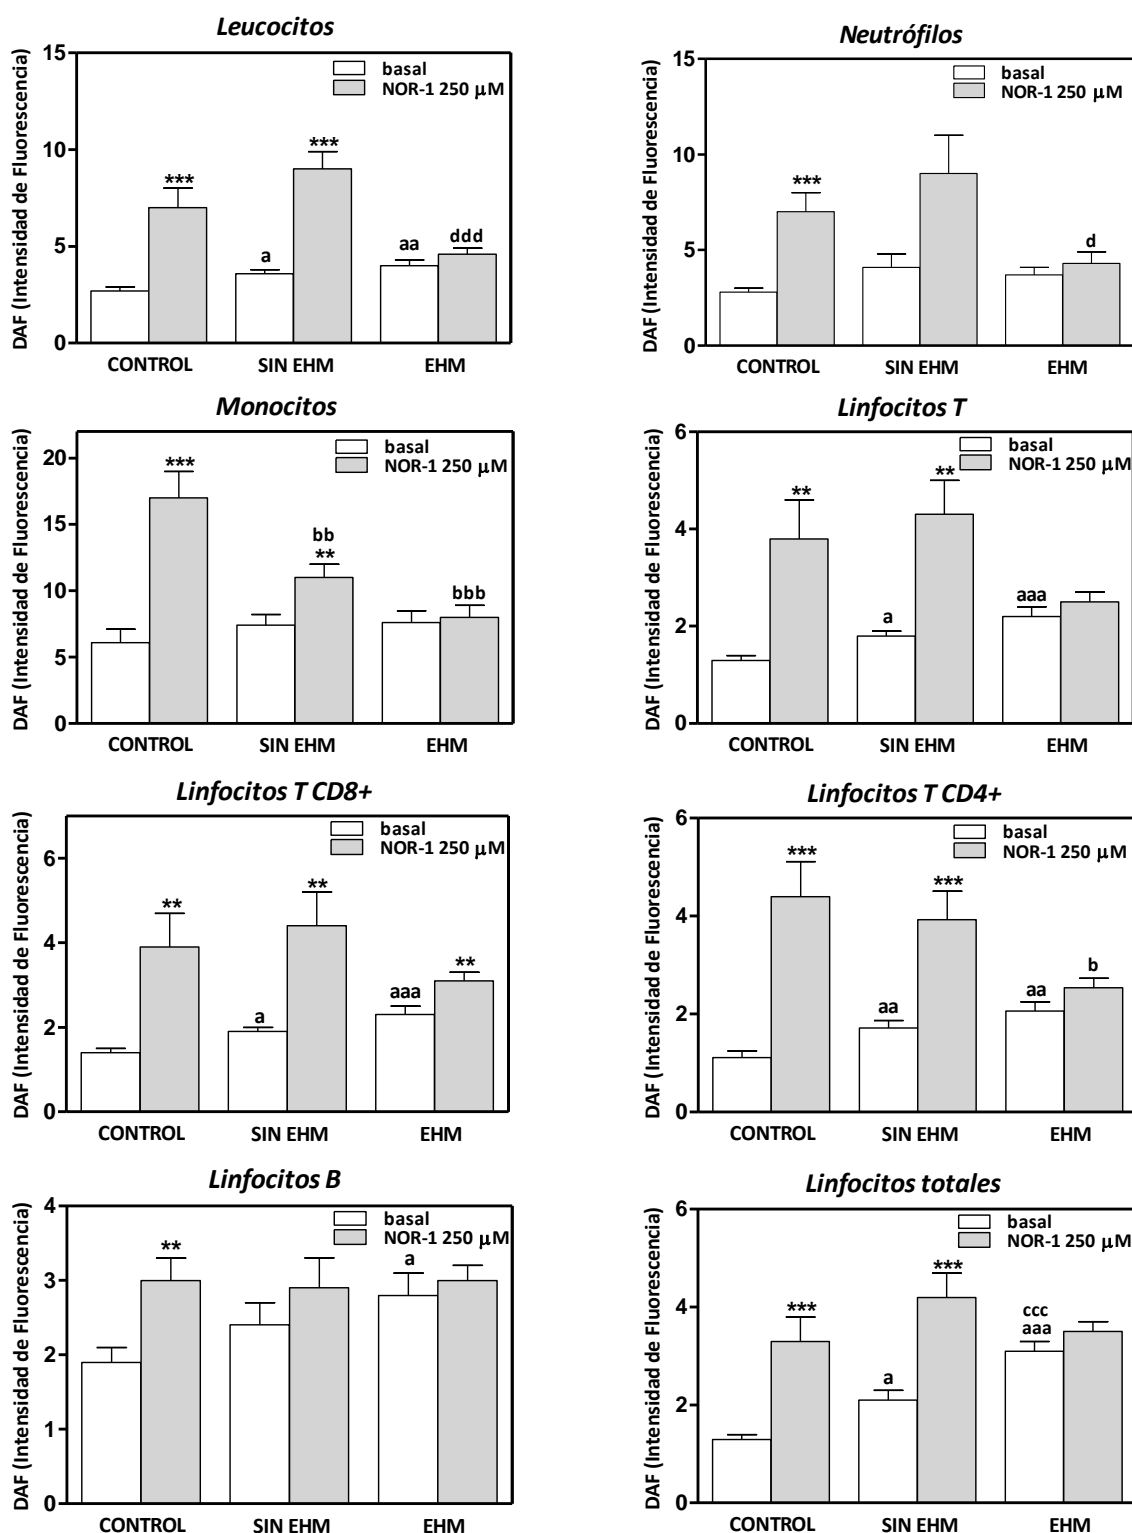 Leucocitos
DAF (Intensidad de Fluorescencia)
15
10
5
0
basal
NOR-1 250 μM
***
a
***
aa
ddd
CONTROL
SIN EHM
EHM
Neutrófilos
DAF (Intensidad de Fluorescencia)
15
10
5
0
basal
NOR-1 250 μM
***
d
CONTROL
SIN EHM
EHM
Monocitos
DAF (Intensidad de Fluorescencia)
20
15
10
5
0
basal
NOR-1 250 μM
***
bb
**
bbb
CONTROL
SIN EHM
EHM
Linfocitos T
DAF (Intensidad de Fluorescencia)
6
4
2
0
basal
NOR-1 250 μM
**
a
**
aaa
CONTROL
SIN EHM
EHM
Linfocitos T CD8+
DAF (Intensidad de Fluorescencia)
6
4
2
0
basal
NOR-1 250 μM
**
a
**
aaa
**
CONTROL
SIN EHM
EHM
Linfocitos T CD4+
DAF (Intensidad de Fluorescencia)
6
4
2
0
basal
NOR-1 250 μM
***
aa
***
aa
b
CONTROL
SIN EHM
EHM
Linfocitos B
DAF (Intensidad de Fluorescencia)
4
3
2
1
0
basal
NOR-1 250 μM
**
a
CONTROL
SIN EHM
EHM
Linfocitos totales
DAF (Intensidad de Fluorescencia)
6
4
2
0
basal
NOR-1 250 μM
***
a
***
ccc
aaa
CONTROL
SIN EHM
EHM